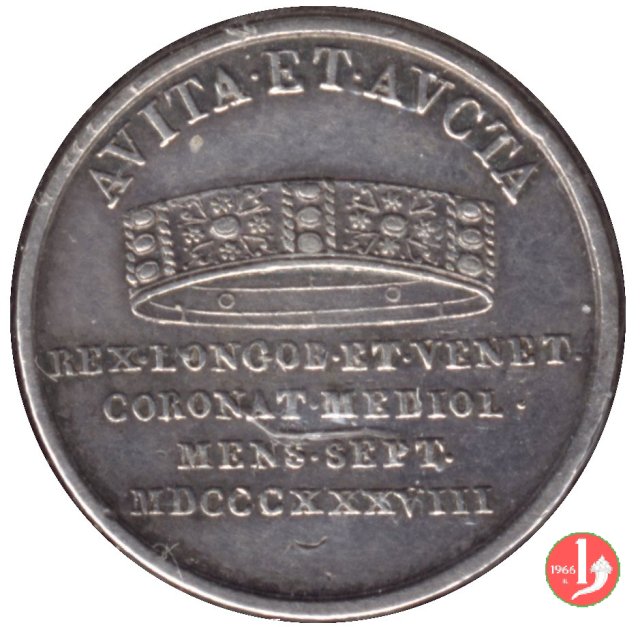 AVITA·ET·AVCTA
REX·LONGOB·ET·VENET.
CORONAT·MEDIOL·
MENS·SEPT.
MDCCCXXXVIII
1966